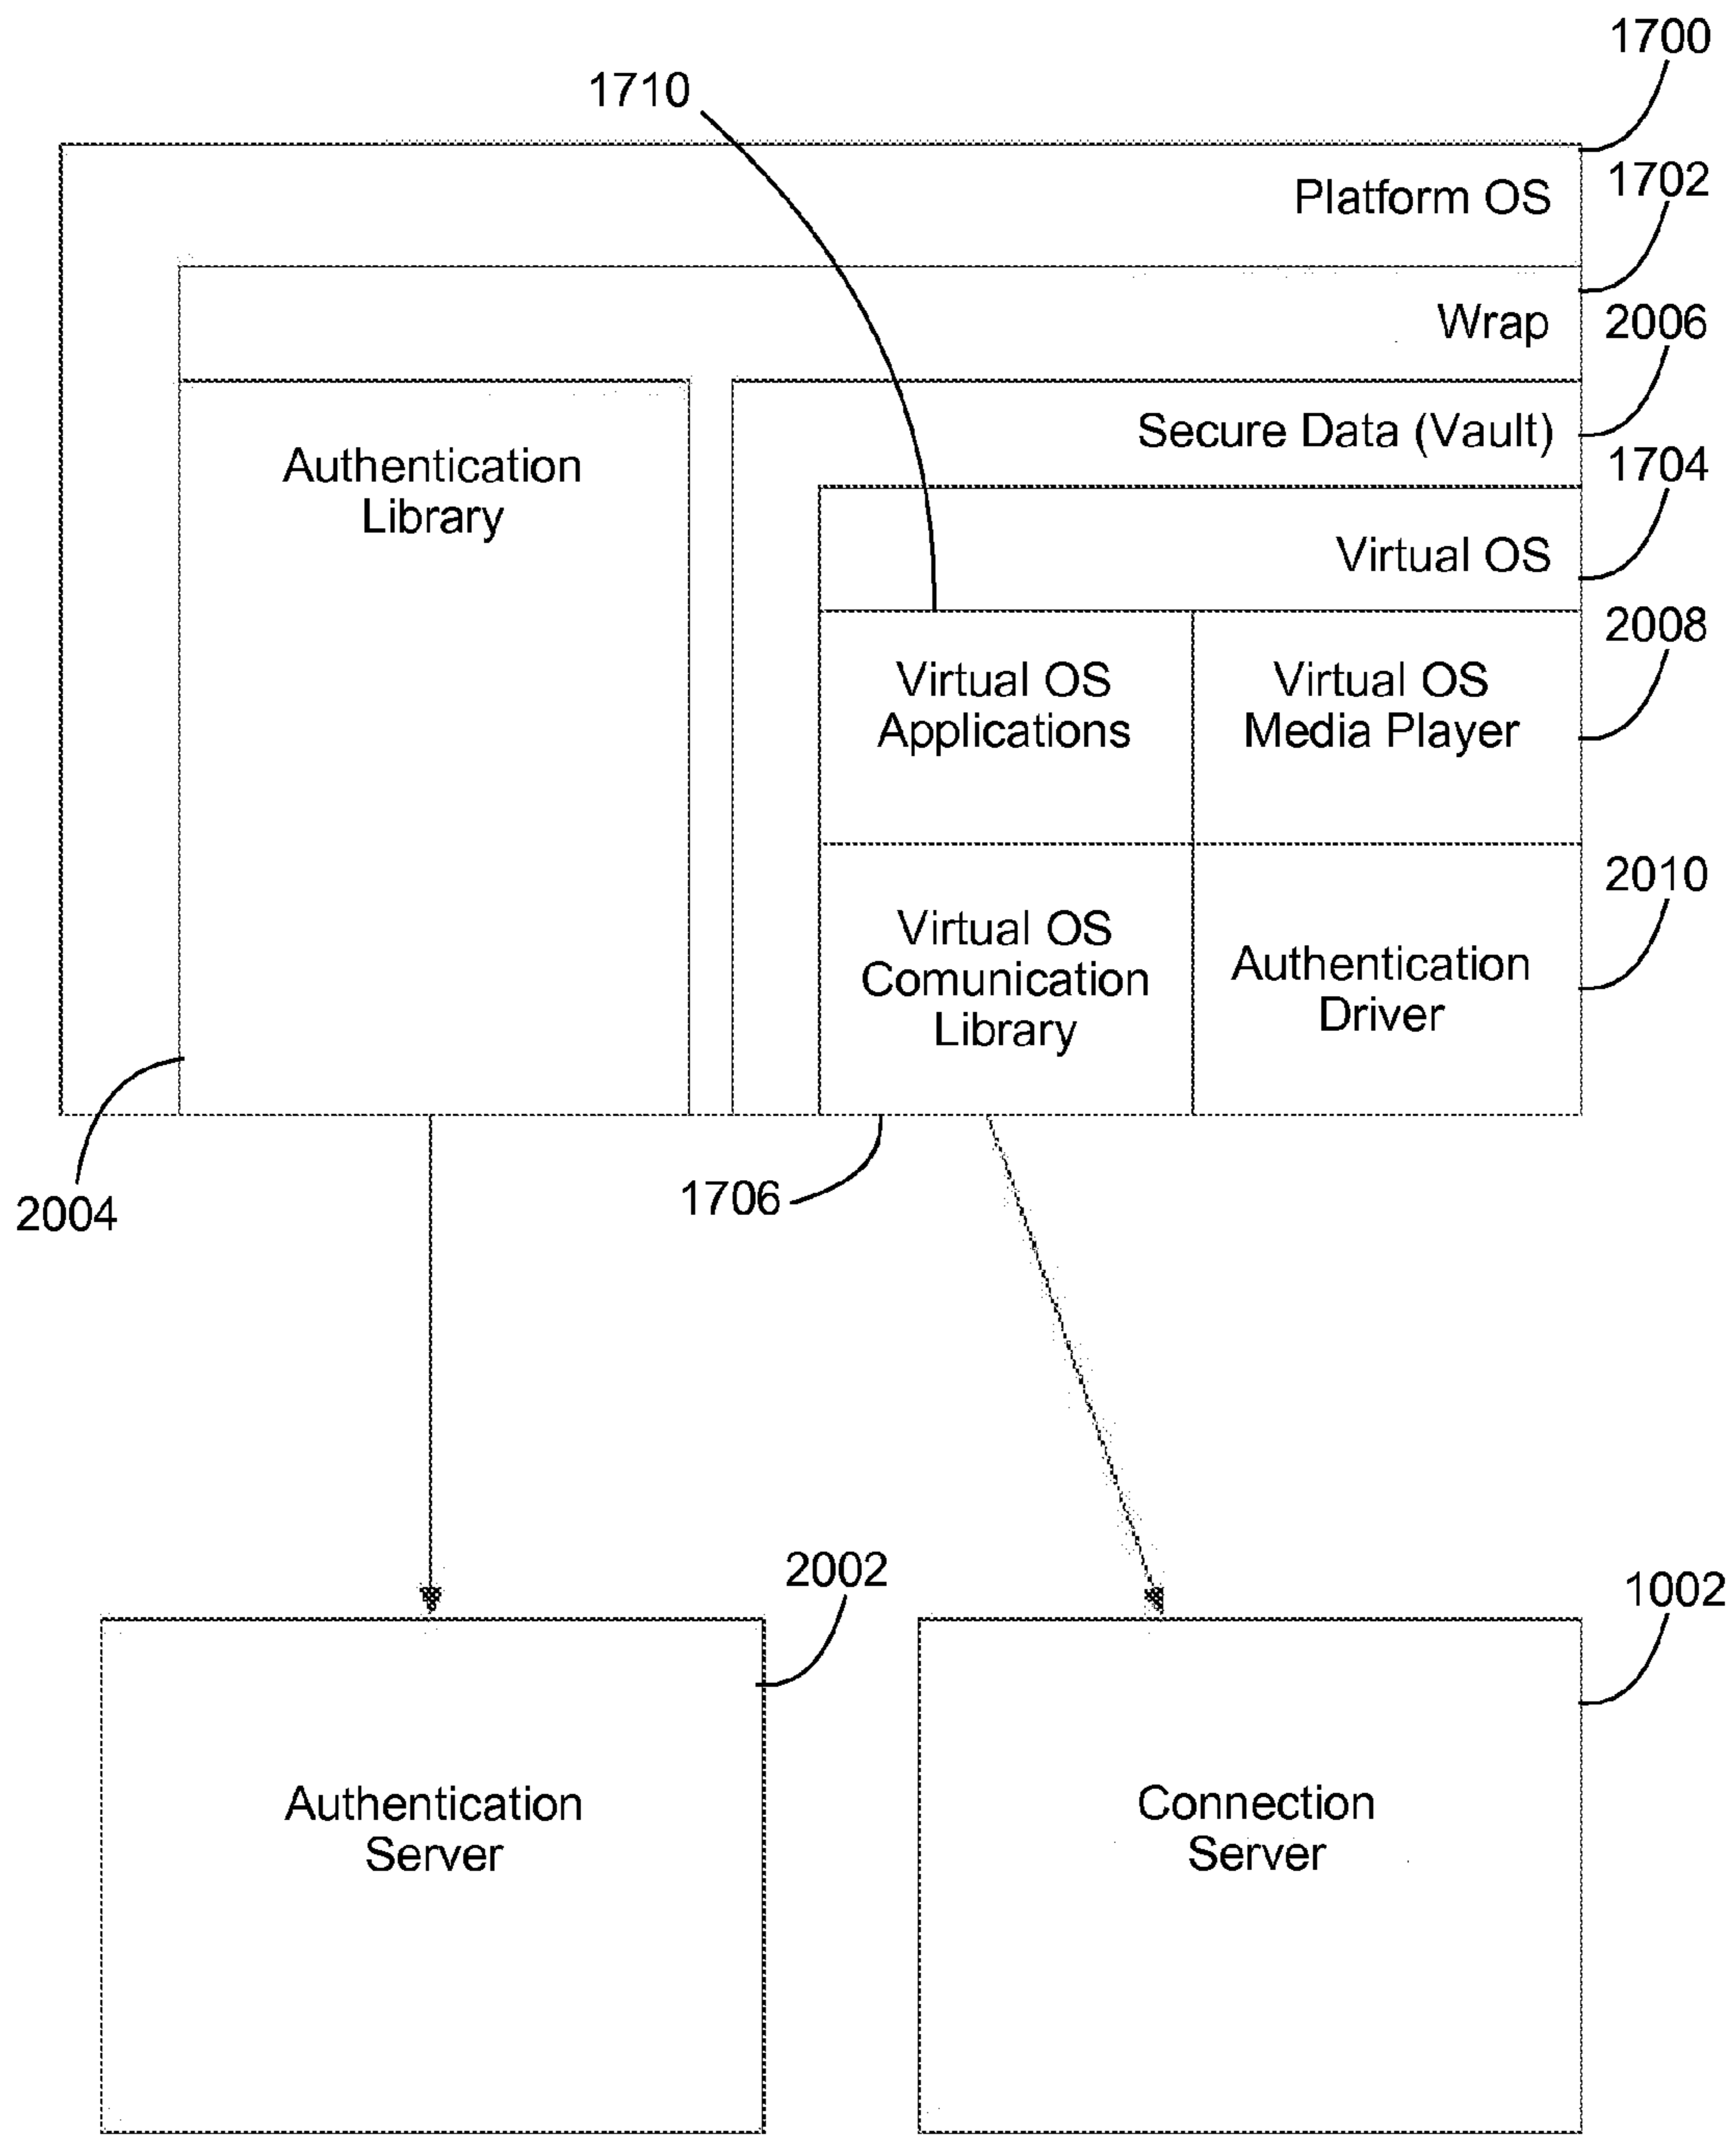 1700
1710
Platform OS
1702
Wrap
2006
Secure Data (Vault)
1704
Authentication
Library
Virtual OS
2008
Virtual OS
Applications
Virtual OS
Media Player
2010
Virtual OS
Comunication
Library
Authentication
Driver
2004
1706
2002
1002
Authentication
Server
Connection
Server